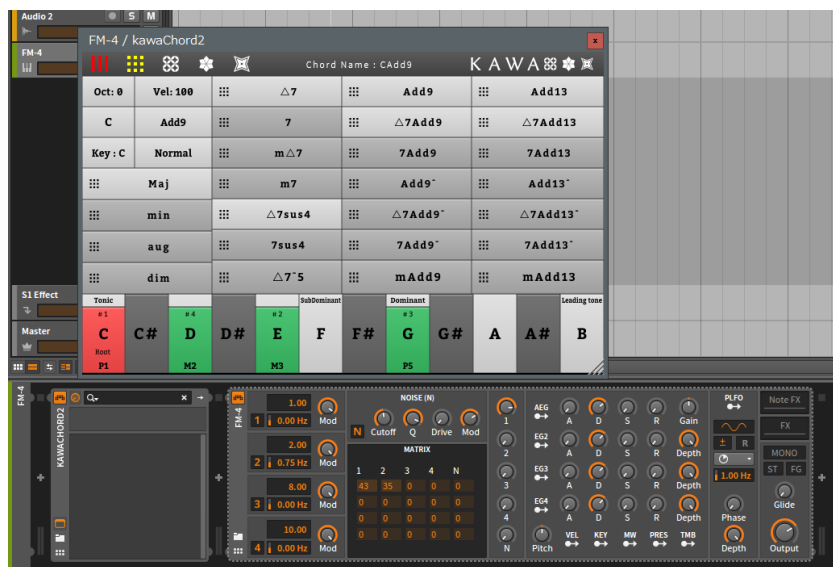 Audio 2 S M
FM-4
FM-4 / kawaChord2 x
Chord Name : CAdd9 KAWA
Oct: 0 Vel: 100 △7 Add9 Add13
C Add9 7 △7Add9 △7Add13
Key : C Normal m△7 7Add9 7Add13
Maj m7 Add9⁻ Add13⁻
min △7sus4 △7Add9⁻ △7Add13⁻
aug 7sus4 7Add9⁻ 7Add13⁻
dim △7⁻5 mAdd9 mAdd13
S1 Effect
Master
Tonic SubDominant Dominant Leading tone
#1 #4 #2 #3
C C# D D# E F F# G G# A A# B
Root
P1 M2 M3 P5
FM-4
KAWACHORD2
FM-4
1.00
1 0.00 Hz Mod
2.00
2 0.75 Hz Mod
8.00
3 0.00 Hz Mod
10.00
4 0.00 Hz Mod
NOISE (N)
N Cutoff Q Drive Mod
MATRIX
1 2 3 4 N
43 35 0 0 0
0 0 0 0 0
0 0 0 0 0
0 0 0 0 0
1
2
3
4
N
AEG A D S R Gain
EG2 A D S R Depth
EG3 A D S R Depth
EG4 A D S R Depth
Pitch VEL KEY MW PRES TMB
PLFO
± R
1.00 Hz
Phase
Depth
Note FX
FX
MONO
ST FG
Glide
Output